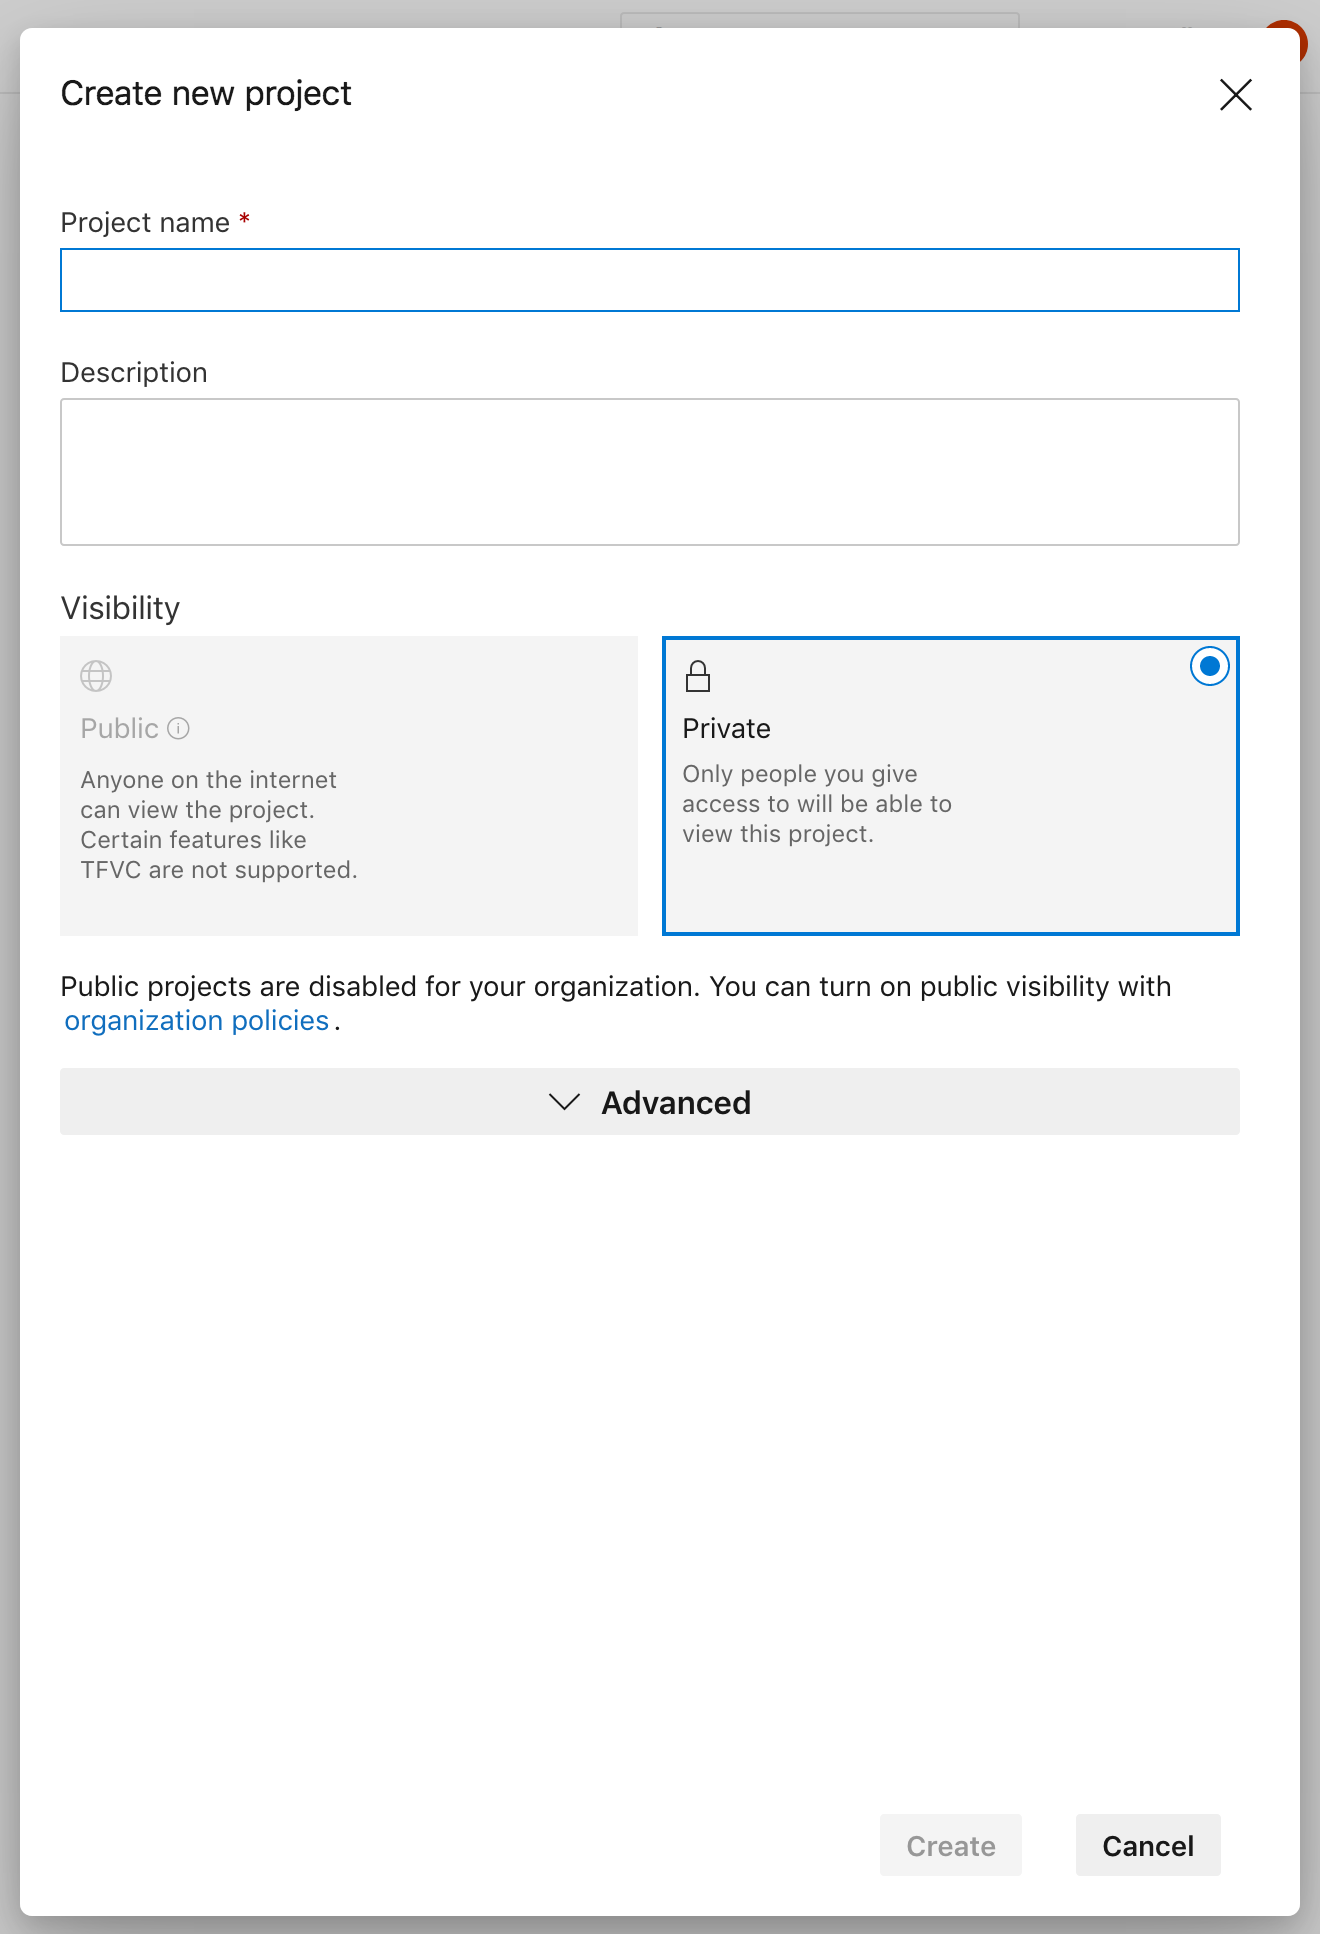 Create new project
Project name *
Description
Visibility
Public
Anyone on the internet
can view the project.
Certain features like
TFVC are not supported.
Private
Only people you give
access to will be able to
view this project.
Public projects are disabled for your organization. You can turn on public visibility with
organization policies.
Advanced
Create
Cancel